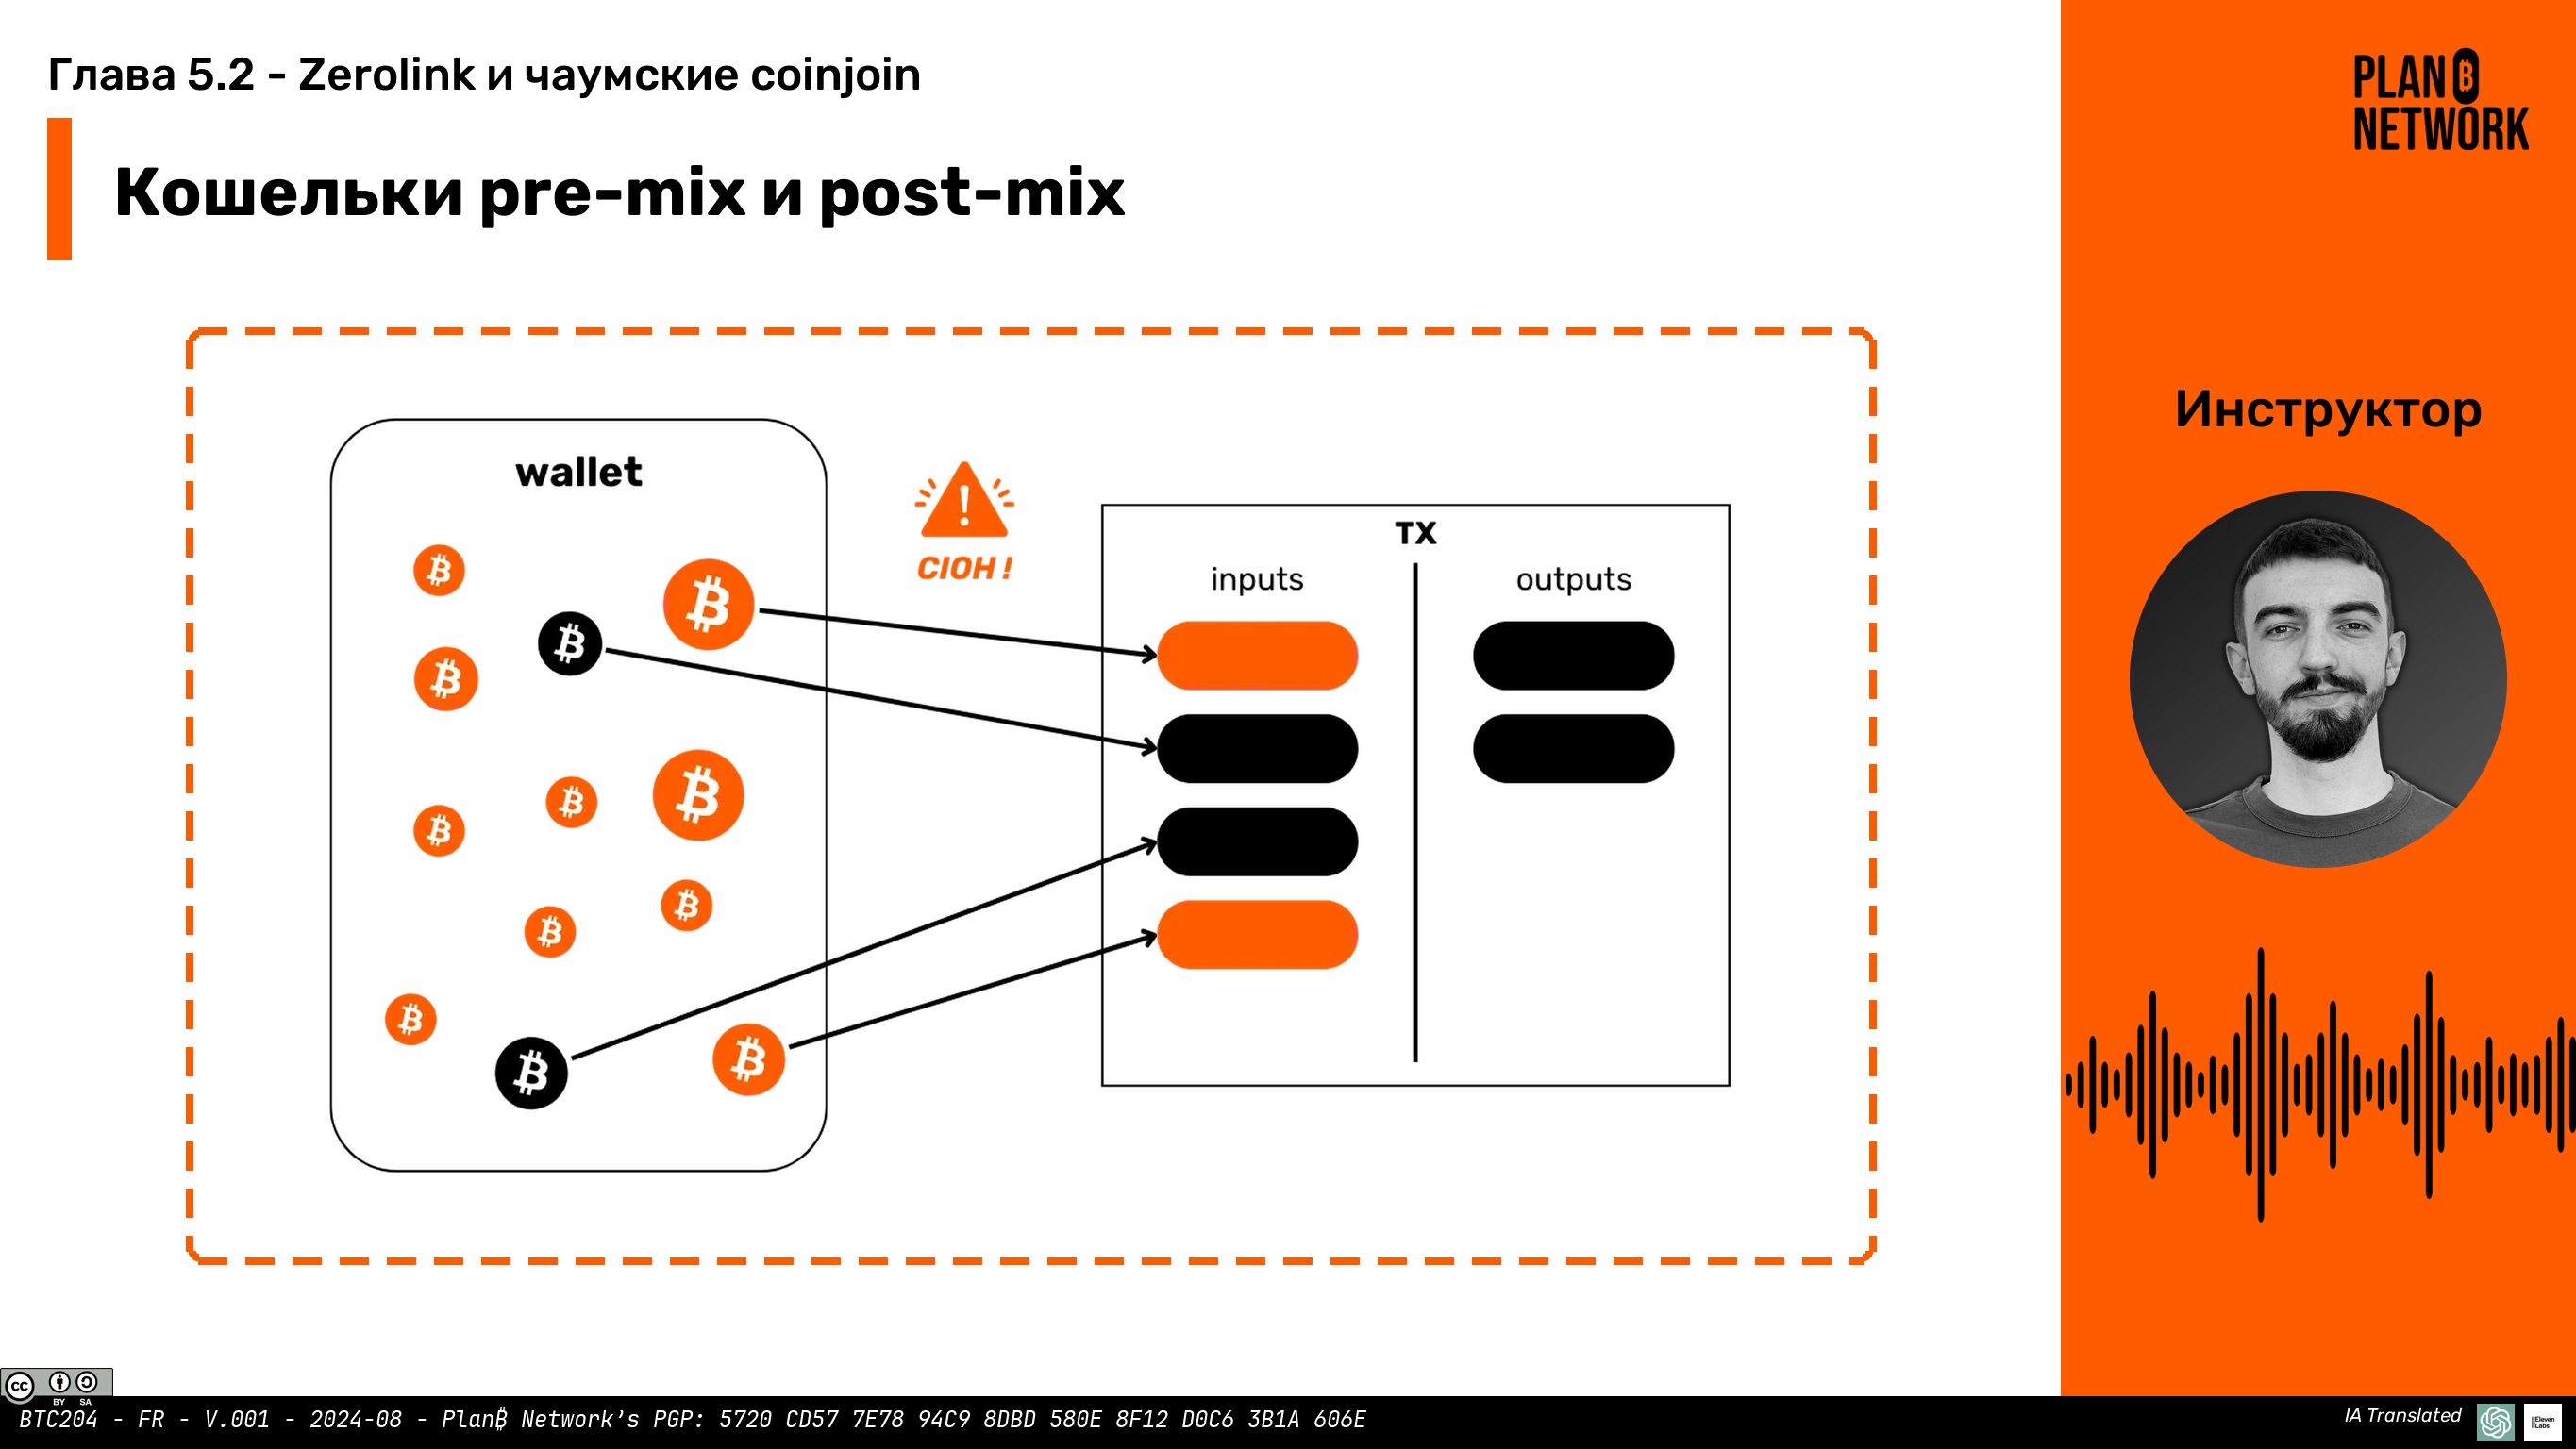 Глава 5.2 - Zerolink и чаумские coinjoin
PLAN ₿
NETWORK
Кошельки pre-mix и post-mix
Инструктор
wallet
CIOH !
TX
inputs
outputs
cc
BY SA
BTC204 - FR - V.001 - 2024-08 - Plan₿ Network's PGP: 5720 CD57 7E78 94C9 8DBD 580E 8F12 D0C6 3B1A 606E
IA Translated
ElevenLabs